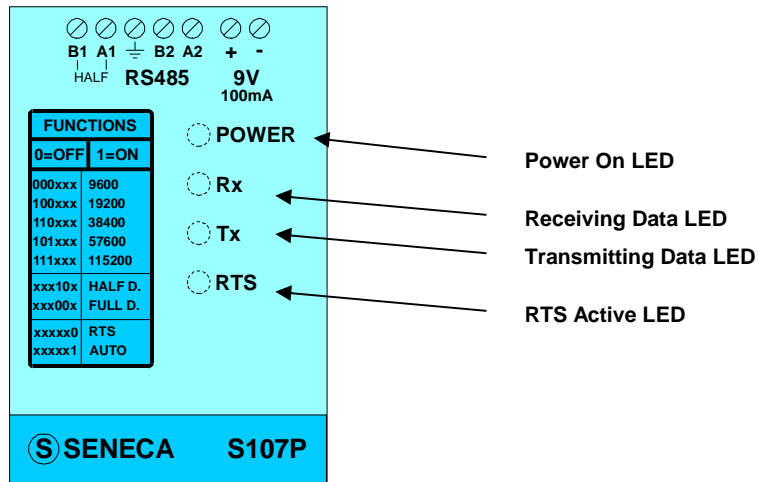 B1 A1 B2 A2 + -
HALF RS485 9V
100mA
FUNCTIONS
0=OFF 1=ON
000xxx 9600
100xxx 19200
110xxx 38400
101xxx 57600
111xxx 115200
xxx10x HALF D.
xxx00x FULL D.
xxxxx0 RTS
xxxxx1 AUTO
POWER
Rx
Tx
RTS
Power On LED
Receiving Data LED
Transmitting Data LED
RTS Active LED
S SENECA S107P